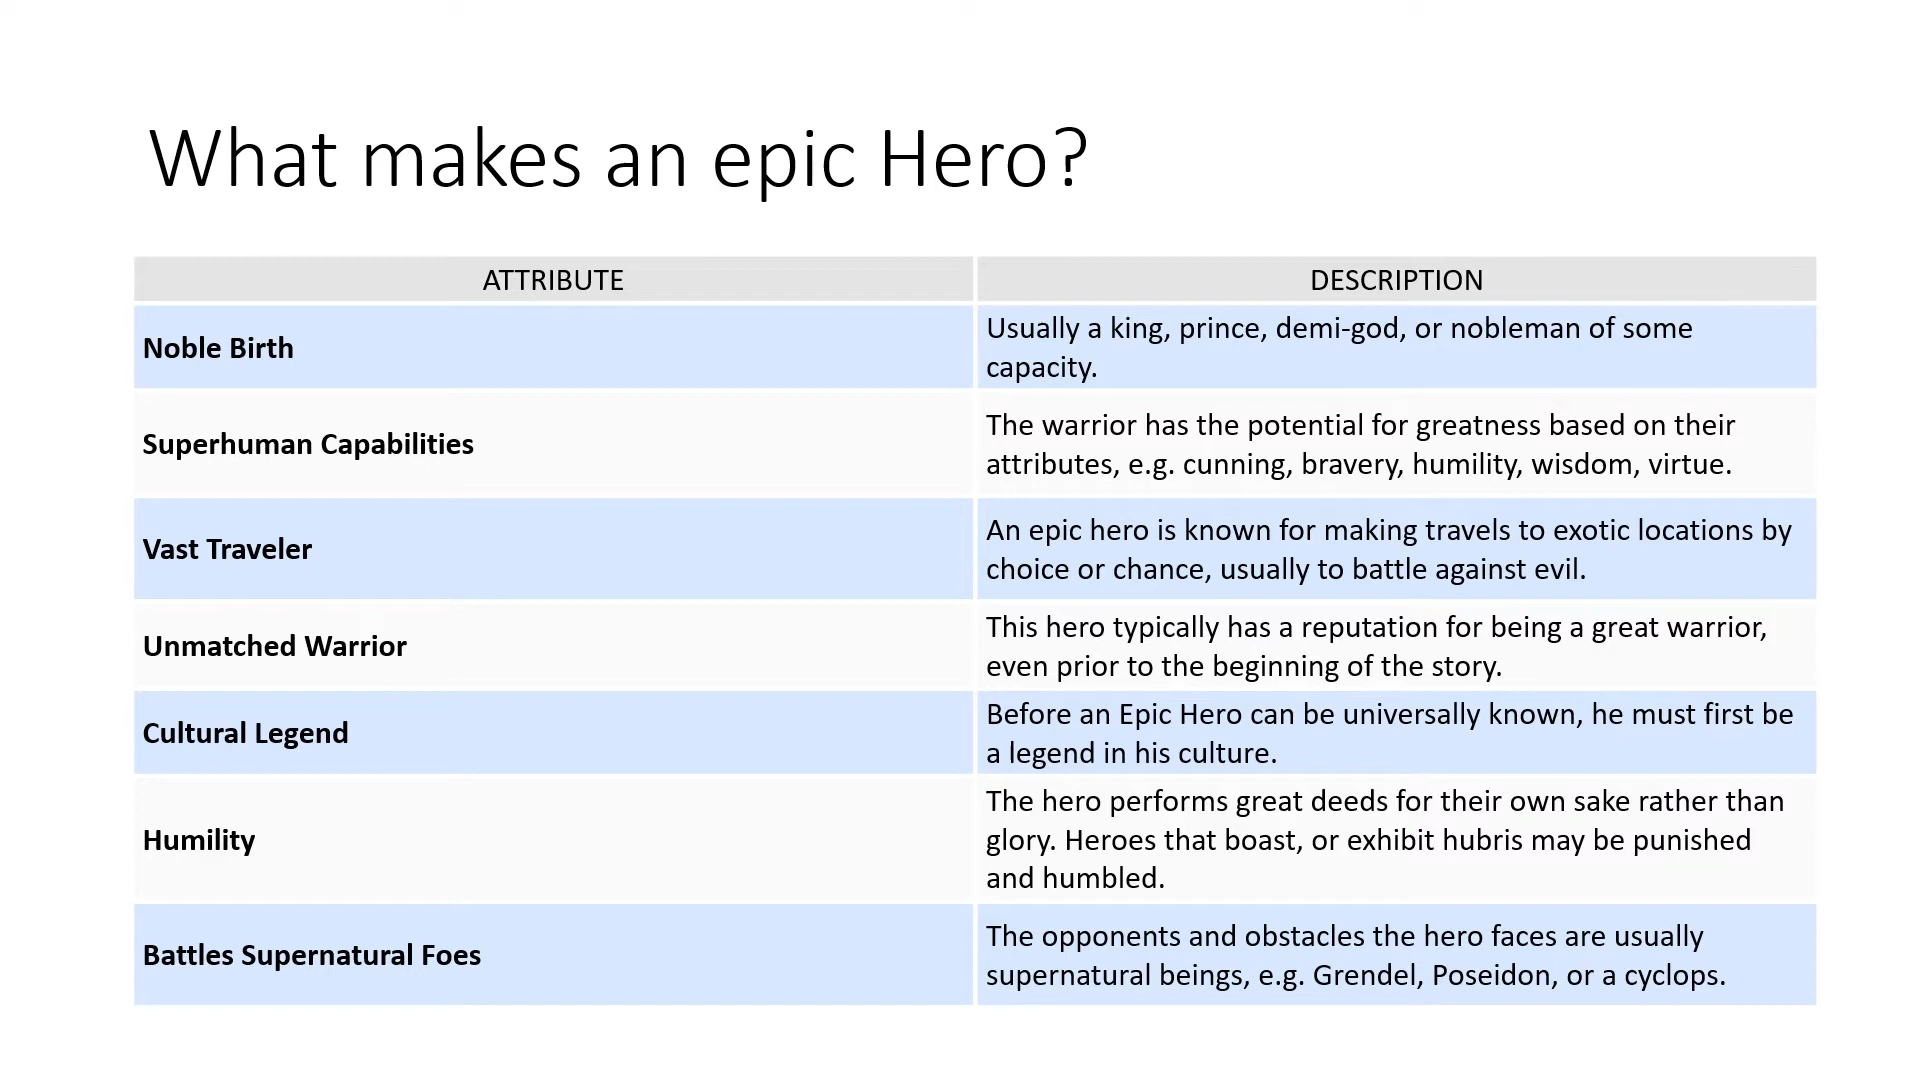 What makes an epic Hero?
ATTRIBUTE
DESCRIPTION
Noble Birth
Usually a king, prince, demi-god, or nobleman of some
capacity.
Superhuman Capabilities
The warrior has the potential for greatness based on their
attributes, e.g. cunning, bravery, humility, wisdom, virtue.
Vast Traveler
An epic hero is known for making travels to exotic locations by
choice or chance, usually to battle against evil.
Unmatched Warrior
This hero typically has a reputation for being a great warrior,
even prior to the beginning of the story.
Cultural Legend
Before an Epic Hero can be universally known, he must first be
a legend in his culture.
Humility
The hero performs great deeds for their own sake rather than
glory. Heroes that boast, or exhibit hubris may be punished
and humbled.
Battles Supernatural Foes
The opponents and obstacles the hero faces are usually
supernatural beings, e.g. Grendel, Poseidon, or a cyclops.